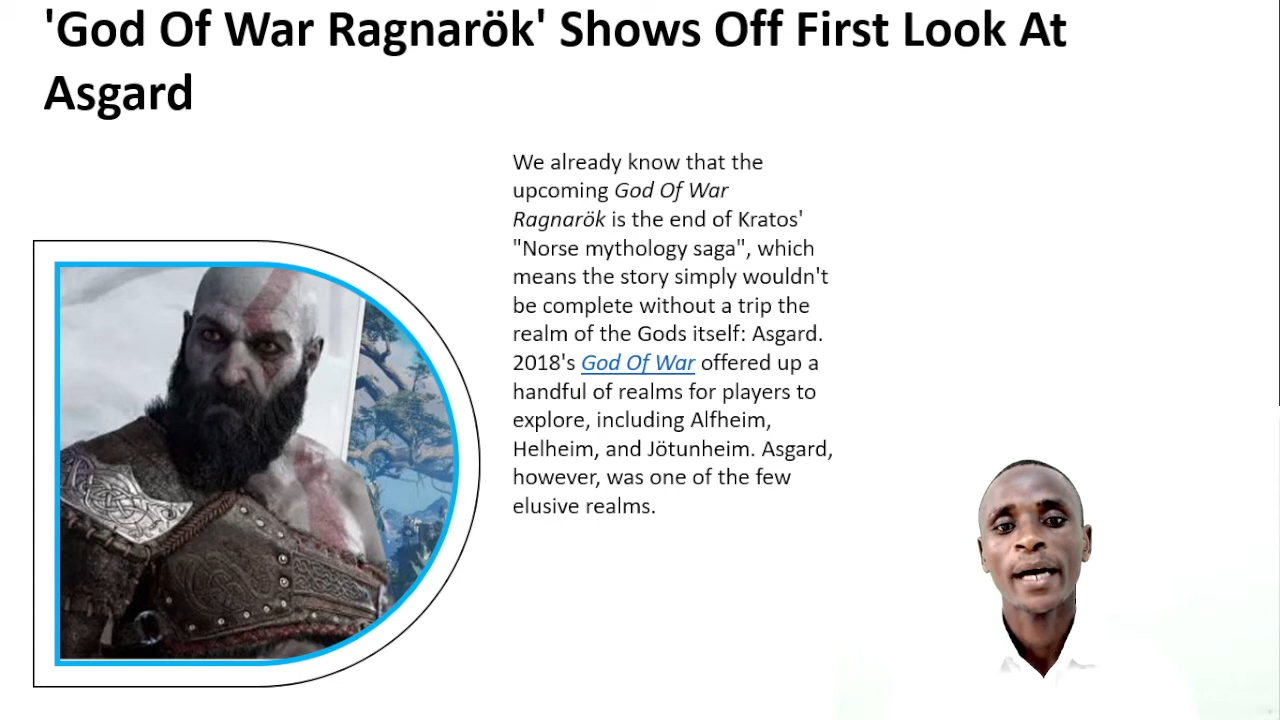 'God Of War Ragnarök' Shows Off First Look At
Asgard
We already know that the
upcoming God Of War
Ragnarök is the end of Kratos'
"Norse mythology saga", which
means the story simply wouldn't
be complete without a trip the
realm of the Gods itself: Asgard.
2018's God Of War offered up a
handful of realms for players to
explore, including Alfheim,
Helheim, and Jötunheim. Asgard,
however, was one of the few
elusive realms.